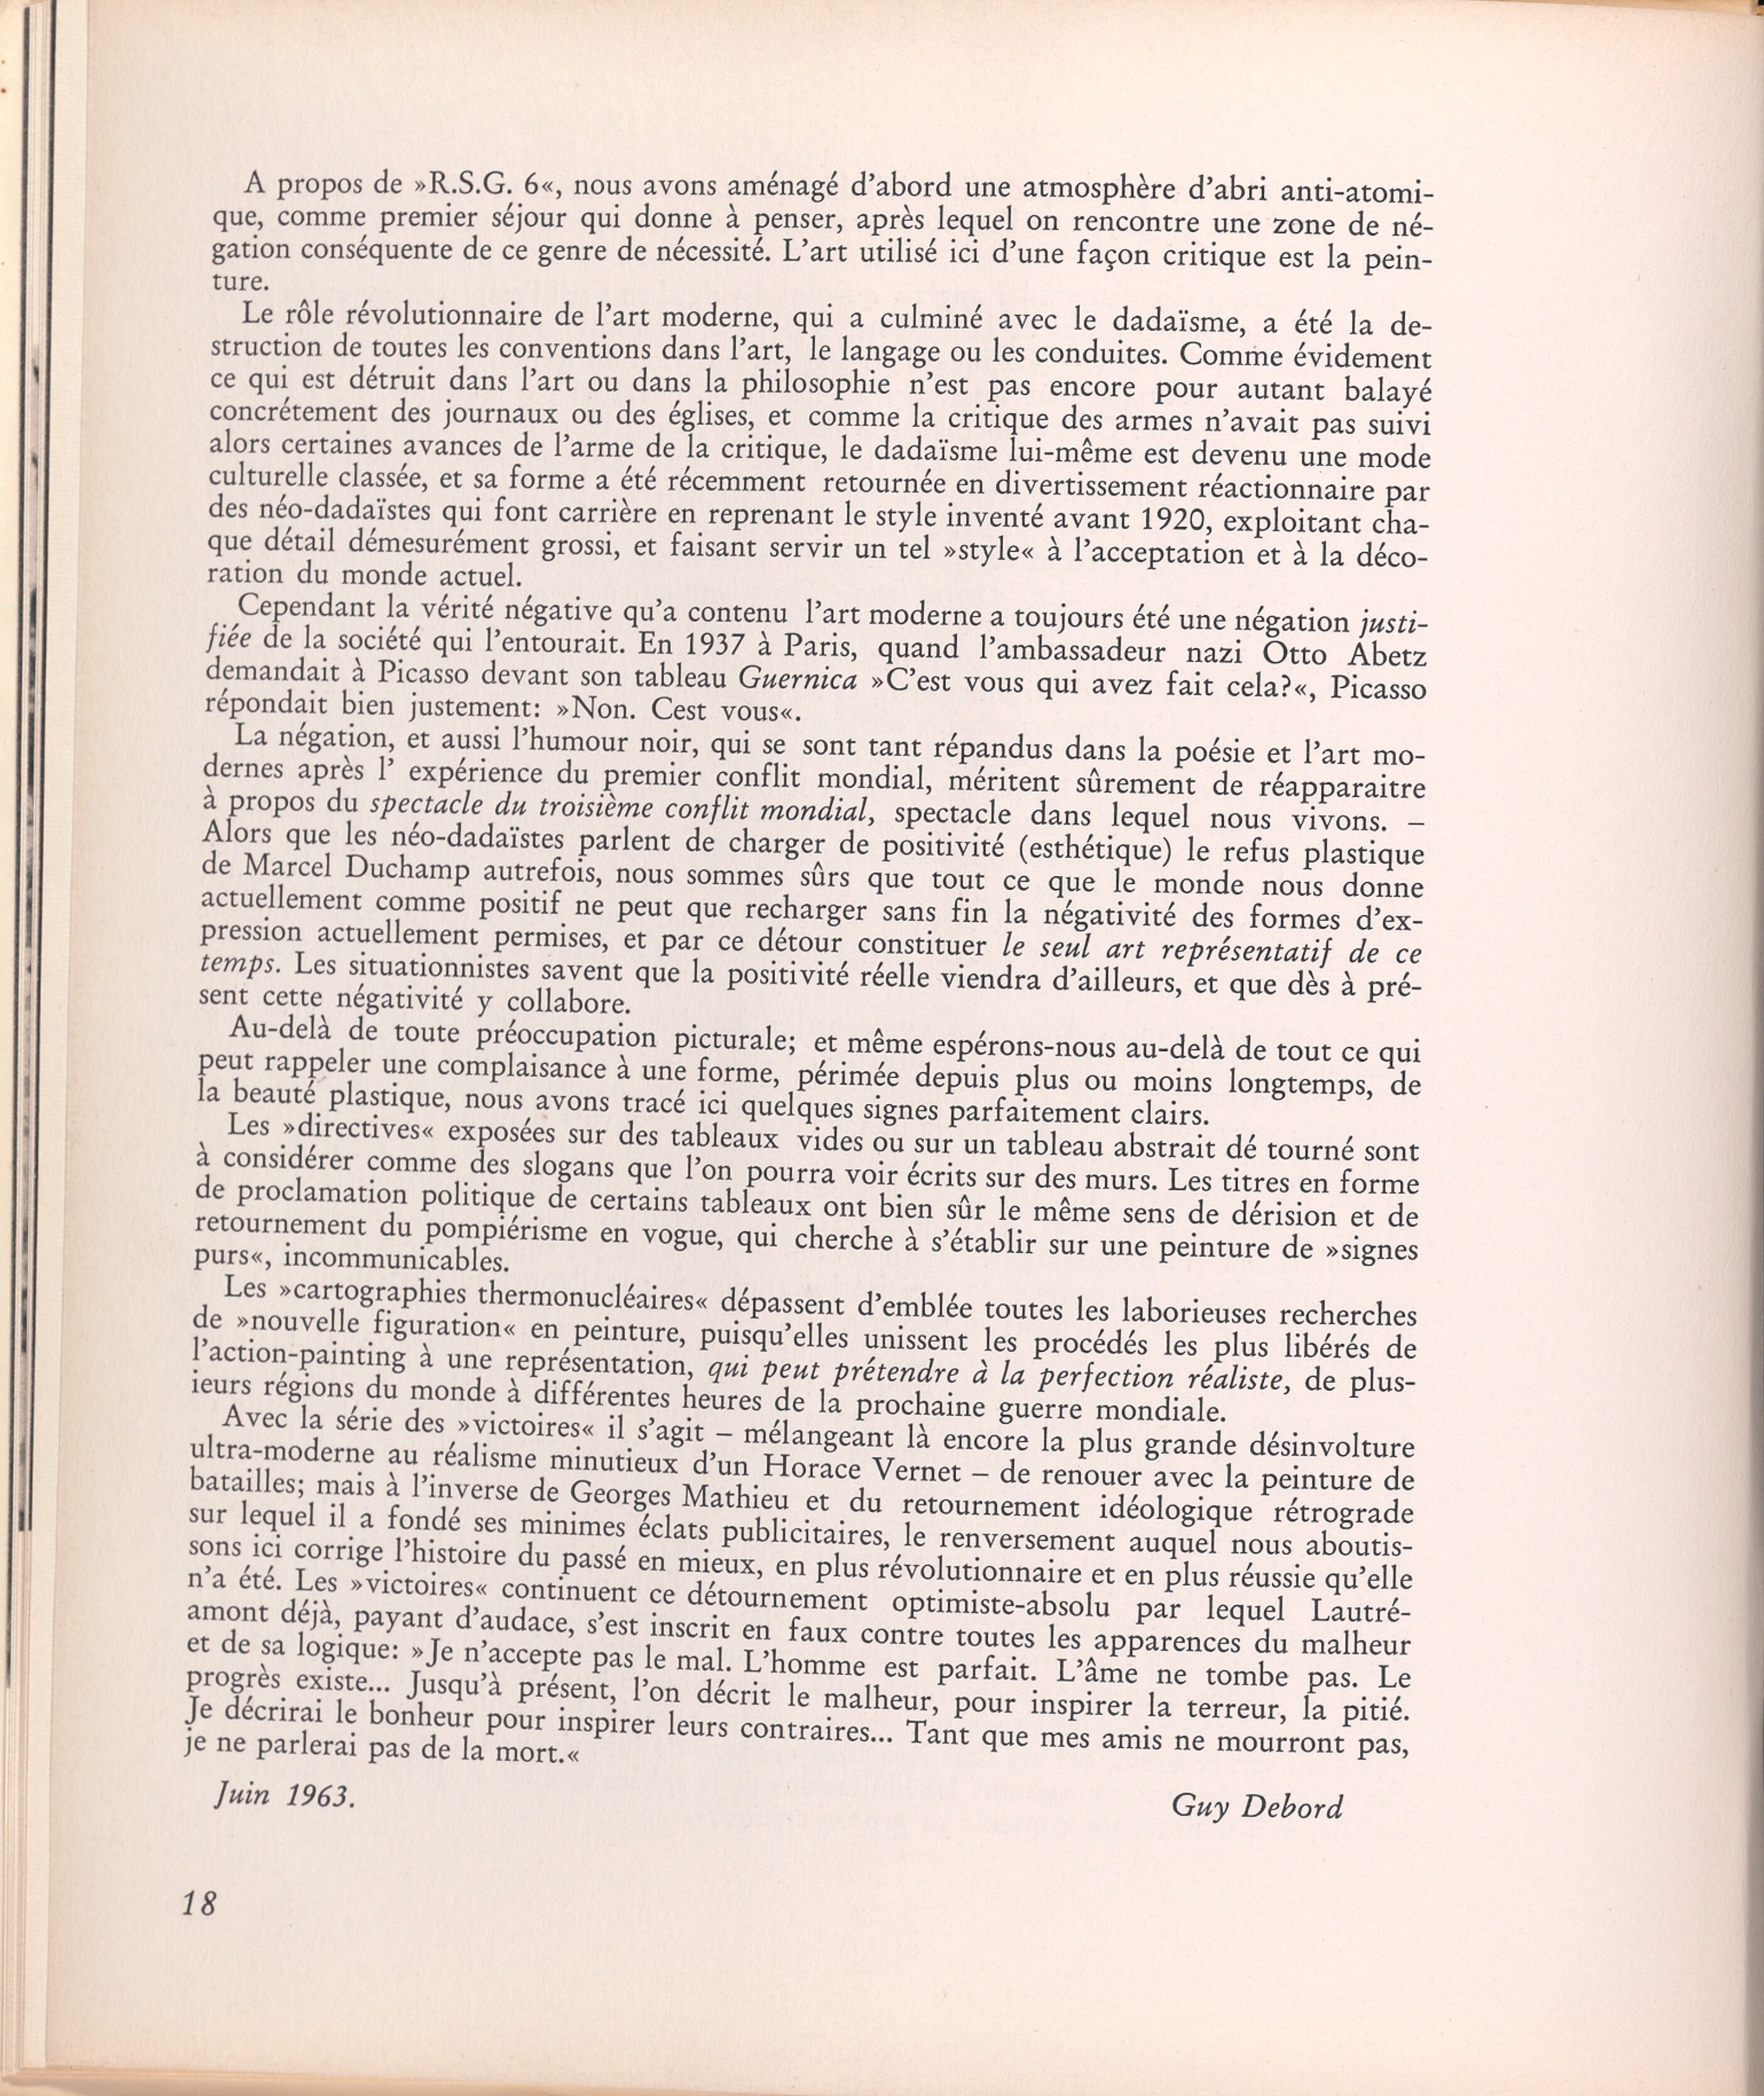 A propos de »R.S.G. 6«, nous avons aménagé d’abord une atmosphère d’abri anti-atomi-
que, comme premier séjour qui donne à penser, après lequel on rencontre une zone de né-
gation conséquente de ce genre de nécessité. L’art utilisé ici d’une façon critique est la pein-
ture.
Le rôle révolutionnaire de l’art moderne, qui a culminé avec le dadaïsme, a été la de-
struction de toutes les conventions dans l’art, le langage ou les conduites. Comme évidement
ce qui est détruit dans l’art ou dans la philosophie n’est pas encore pour autant balayé
concrétement des journaux ou des églises, et comme la critique des armes n’avait pas suivi
alors certaines avances de l’arme de la critique, le dadaïsme lui-même est devenu une mode
culturelle classée, et sa forme a été récemment retournée en divertissement réactionnaire par
des néo-dadaïstes qui font carrière en reprenant le style inventé avant 1920, exploitant cha-
que détail démesurément grossi, et faisant servir un tel »style« à l’acceptation et à la déco-
ration du monde actuel.
Cependant la vérité négative qu’a contenu l’art moderne a toujours été une négation justi-
fiée de la société qui l’entourait. En 1937 à Paris, quand l’ambassadeur nazi Otto Abetz
demandait à Picasso devant son tableau Guernica »C’est vous qui avez fait cela?«, Picasso
répondait bien justement: »Non. Cest vous«.
La négation, et aussi l’humour noir, qui se sont tant répandus dans la poésie et l’art mo-
dernes après l’ expérience du premier conflit mondial, méritent sûrement de réapparaitre
à propos du spectacle du troisième conflit mondial, spectacle dans lequel nous vivons. –
Alors que les néo-dadaïstes parlent de charger de positivité (esthétique) le refus plastique
de Marcel Duchamp autrefois, nous sommes sûrs que tout ce que le monde nous donne
actuellement comme positif ne peut que recharger sans fin la négativité des formes d’ex-
pression actuellement permises, et par ce détour constituer le seul art représentatif de ce
temps. Les situationnistes savent que la positivité réelle viendra d’ailleurs, et que dès à pré-
sent cette négativité y collabore.
Au-delà de toute préoccupation picturale; et même espérons-nous au-delà de tout ce qui
peut rappeler une complaisance à une forme, périmée depuis plus ou moins longtemps, de
la beauté plastique, nous avons tracé ici quelques signes parfaitement clairs.
Les »directives« exposées sur des tableaux vides ou sur un tableau abstrait dé tourné sont
à considérer comme des slogans que l’on pourra voir écrits sur des murs. Les titres en forme
de proclamation politique de certains tableaux ont bien sûr le même sens de dérision et de
retournement du pompiérisme en vogue, qui cherche à s’établir sur une peinture de »signes
purs«, incommunicables.
Les »cartographies thermonucléaires« dépassent d’emblée toutes les laborieuses recherches
de »nouvelle figuration« en peinture, puisqu’elles unissent les procédés les plus libérés de
l’action-painting à une représentation, qui peut prétendre à la perfection réaliste, de plus-
ieurs régions du monde à différentes heures de la prochaine guerre mondiale.
Avec la série des »victoires« il s’agit – mélangeant là encore la plus grande désinvolture
ultra-moderne au réalisme minutieux d’un Horace Vernet – de renouer avec la peinture de
batailles; mais à l’inverse de Georges Mathieu et du retournement idéologique rétrograde
sur lequel il a fondé ses minimes éclats publicitaires, le renversement auquel nous aboutis-
sons ici corrige l’histoire du passé en mieux, en plus révolutionnaire et en plus réussie qu’elle
n’a été. Les »victoires« continuent ce détournement optimiste-absolu par lequel Lautré-
amont déjà, payant d’audace, s’est inscrit en faux contre toutes les apparences du malheur
et de sa logique: »Je n’accepte pas le mal. L’homme est parfait. L’âme ne tombe pas. Le
progrès existe... Jusqu’à présent, l’on décrit le malheur, pour inspirer la terreur, la pitié.
Je décrirai le bonheur pour inspirer leurs contraires... Tant que mes amis ne mourront pas,
je ne parlerai pas de la mort.«
Juin 1963. Guy Debord
18